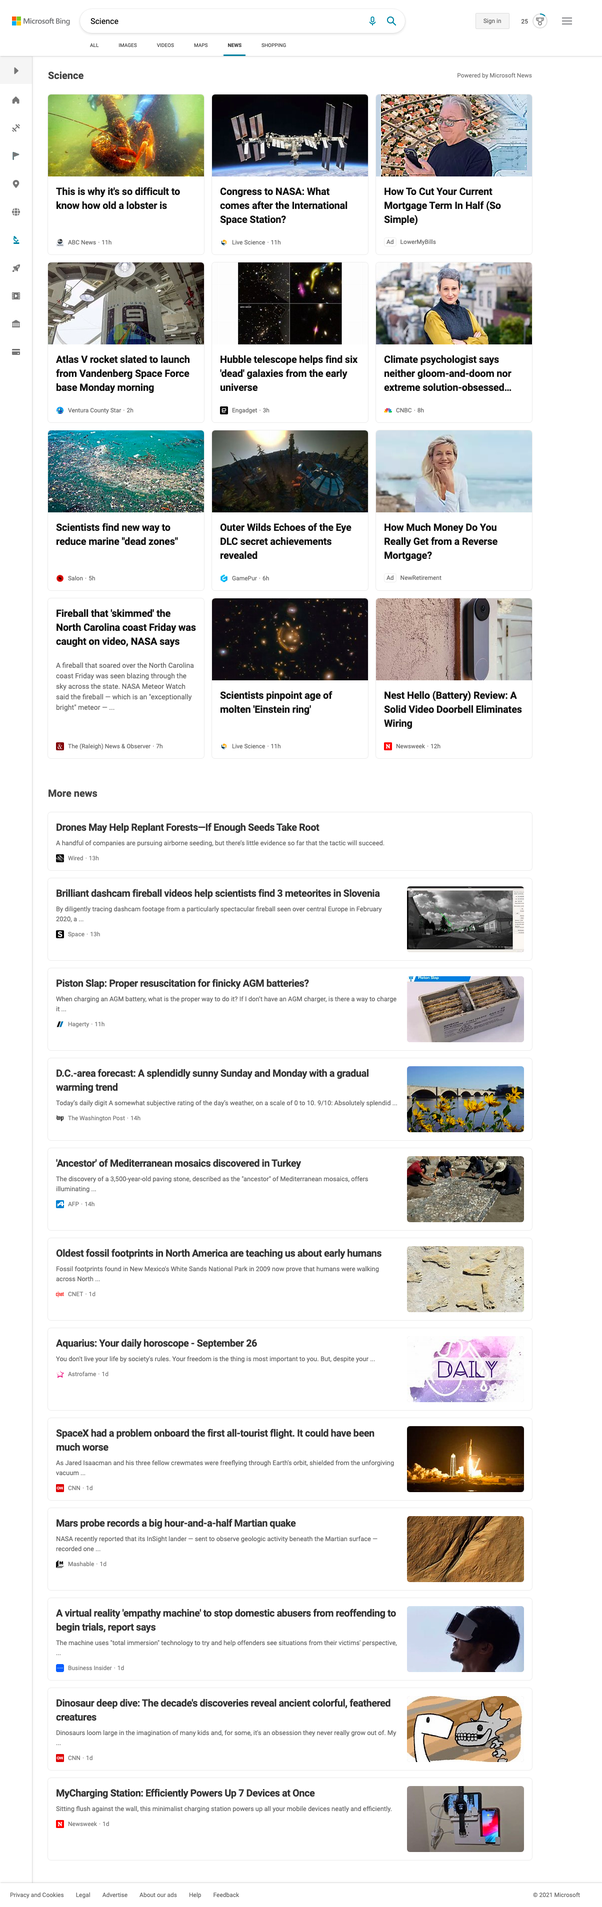 Microsoft Bing
Science
Sign in
25
ALL
IMAGES
VIDEOS
MAPS
NEWS
SHOPPING
Science
Powered by Microsoft News
This is why it's so difficult to
know how old a lobster is
ABC News · 11h
Congress to NASA: What
comes after the International
Space Station?
Live Science · 11h
How To Cut Your Current
Mortgage Term In Half (So
Simple)
Ad LowerMyBills
Atlas V rocket slated to launch
from Vandenberg Space Force
base Monday morning
Ventura County Star · 2h
Hubble telescope helps find six
'dead' galaxies from the early
universe
Engadget · 3h
Climate psychologist says
neither gloom-and-doom nor
extreme solution-obsessed...
CNBC · 8h
Scientists find new way to
reduce marine "dead zones"
Salon · 5h
Outer Wilds Echoes of the Eye
DLC secret achievements
revealed
GamePur · 6h
How Much Money Do You
Really Get from a Reverse
Mortgage?
Ad NewRetirement
Fireball that 'skimmed' the
North Carolina coast Friday was
caught on video, NASA says
A fireball that soared over the North Carolina
coast Friday was seen blazing through the
sky across the state. NASA Meteor Watch
said the fireball — which is an "exceptionally
bright" meteor — ...
The (Raleigh) News & Observer · 7h
Scientists pinpoint age of
molten 'Einstein ring'
Live Science · 11h
Nest Hello (Battery) Review: A
Solid Video Doorbell Eliminates
Wiring
Newsweek · 12h
More news
Drones May Help Replant Forests—If Enough Seeds Take Root
A handful of companies are pursuing airborne seeding, but there's little evidence so far that the tactic will succeed.
Wired · 13h
Brilliant dashcam fireball videos help scientists find 3 meteorites in Slovenia
By diligently tracing dashcam footage from a particularly spectacular fireball seen over central Europe in February
2020, a ...
Space · 13h
Piston Slap: Proper resuscitation for finicky AGM batteries?
When charging an AGM battery, what is the proper way to do it? If I don't have an AGM charger, is there a way to charge
it ...
Hagerty · 11h
Piston Slap
D.C.-area forecast: A splendidly sunny Sunday and Monday with a gradual
warming trend
Today's daily digit A somewhat subjective rating of the day's weather, on a scale of 0 to 10. 9/10: Absolutely splendid ...
The Washington Post · 14h
'Ancestor' of Mediterranean mosaics discovered in Turkey
The discovery of a 3,500-year-old paving stone, described as the "ancestor" of Mediterranean mosaics, offers
illuminating ...
AFP · 14h
Oldest fossil footprints in North America are teaching us about early humans
Fossil footprints found in New Mexico's White Sands National Park in 2009 now prove that humans were walking
across North ...
CNET · 1d
Aquarius: Your daily horoscope - September 26
You don't live your life by society's rules. Your freedom is the thing is most important to you. But, despite your ...
Astrofame · 1d
DAILY
SpaceX had a problem onboard the first all-tourist flight. It could have been
much worse
As Jared Isaacman and his three fellow crewmates were freeflying through Earth's orbit, shielded from the unforgiving
vacuum ...
CNN · 1d
Mars probe records a big hour-and-a-half Martian quake
NASA recently reported that its InSight lander — sent to observe geologic activity beneath the Martian surface —
recorded one ...
Mashable · 1d
A virtual reality 'empathy machine' to stop domestic abusers from reoffending to
begin trials, report says
The machine uses "total immersion" technology to try and help offenders see situations from their victims' perspective,
...
Business Insider · 1d
Dinosaur deep dive: The decade's discoveries reveal ancient colorful, feathered
creatures
Dinosaurs loom large in the imagination of many kids and, for some, it's an obsession they never really grow out of. My
...
CNN · 1d
MyCharging Station: Efficiently Powers Up 7 Devices at Once
Sitting flush against the wall, this minimalist charging station powers up all your mobile devices neatly and efficiently.
Newsweek · 1d
Privacy and Cookies
Legal
Advertise
About our ads
Help
Feedback
© 2021 Microsoft